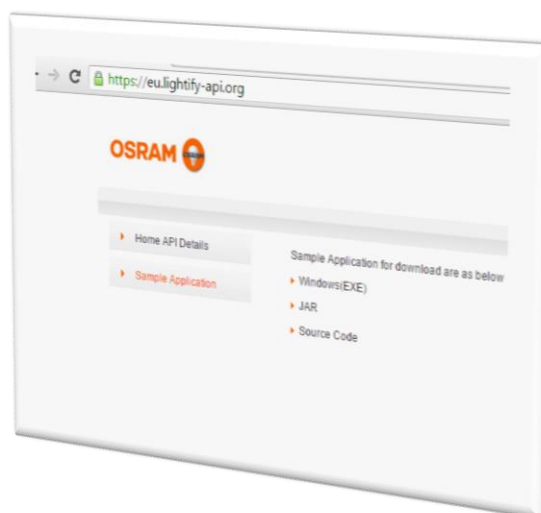 https://eu.lightify-api.org
OSRAM
Home API Details
Sample Application
Sample Application for download are as below
Windows(EXE)
JAR
Source Code